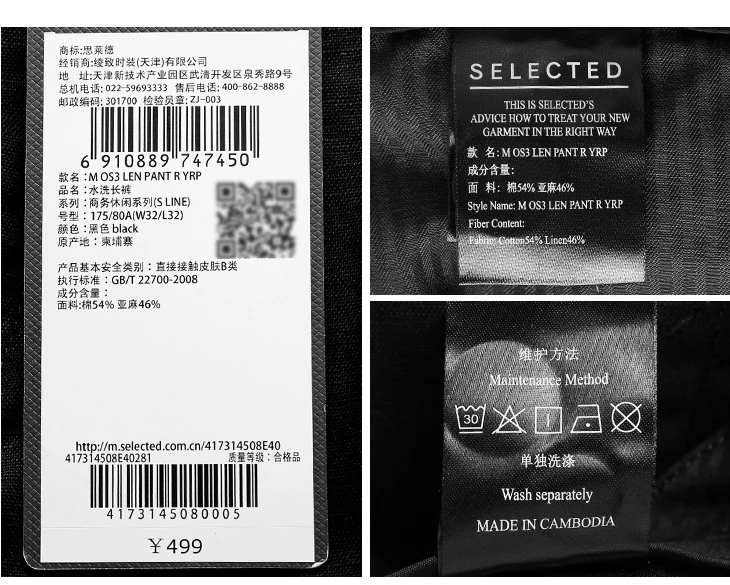 商标:思莱德
经销商:绫致时装(天津)有限公司
地 址:天津新技术产业园区武清开发区泉秀路9号
总机电话: 022-59693333 售后电话: 400-862-8888
邮政编码: 301700 检验员章: ZJ-003
6 910889 747450
款名: M OS3 LEN PANT R YRP
品名: 水洗长裤
系列: 商务休闲系列(S LINE)
号型: 175/80A(W32/L32)
颜色: 黑色 black
原产地: 柬埔寨
产品基本安全类别: 直接接触皮肤B类
执行标准: GB/T 22700-2008
成分含量:
面料:棉54% 亚麻46%
http://m.selected.com.cn/417314508E40
417314508E40281 质量等级: 合格品
4173145080005
￥499
SELECTED
THIS IS SELECTED'S
ADVICE HOW TO TREAT YOUR NEW
GARMENT IN THE RIGHT WAY
款 名: M OS3 LEN PANT R YRP
成分含量:
面 料: 棉54% 亚麻46%
Style Name: M OS3 LEN PANT R YRP
Fiber Content:
Fabric: Cotton54% Linen46%
维护方法
Maintenance Method
30
单独洗涤
Wash separately
MADE IN CAMBODIA